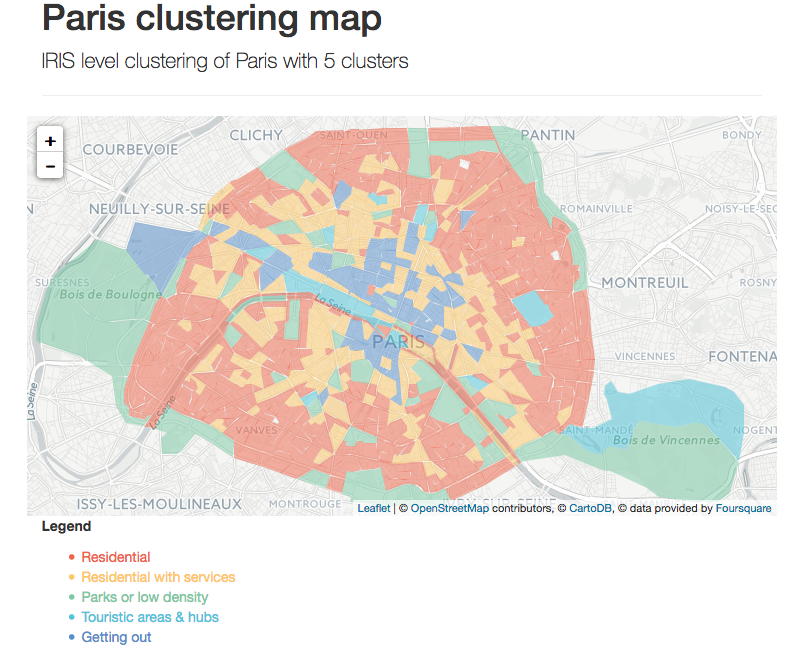 Paris clustering map
IRIS level clustering of Paris with 5 clusters
+
−
CLICHY
SAINT-OUEN
PANTIN
BONDY
COURBEVOIE
NEUILLY-SUR-SEINE
ROMAINVILLE
NOISY-LE-SEC
SURESNES
Bois de Boulogne
MONTREUIL
ROSNY
La Seine
PARIS
VINCENNES
FONTENA
La Seine
La Seine
VANVES
SAINT-MANDÉ
NOGENT
Bois de Vincennes
ISSY-LES-MOULINEAUX
MONTROUGE
Leaflet | © OpenStreetMap contributors, © CartoDB, © data provided by Foursquare
Legend
• Residential
• Residential with services
• Parks or low density
• Touristic areas & hubs
• Getting out